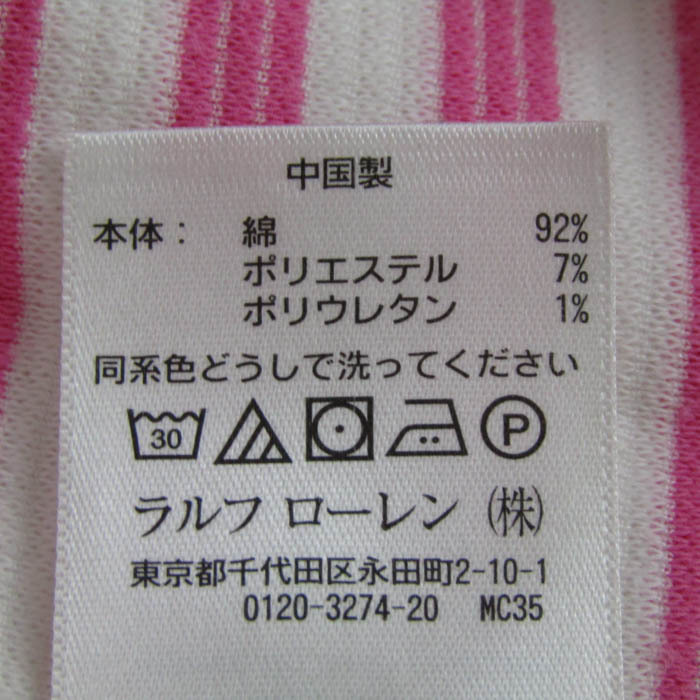 中国製
本体： 綿 92%
ポリエステル 7%
ポリウレタン 1%
同系色どうしで洗ってください
30 P
ラルフ ローレン ㈱
東京都千代田区永田町2-10-1
0120-3274-20 MC35